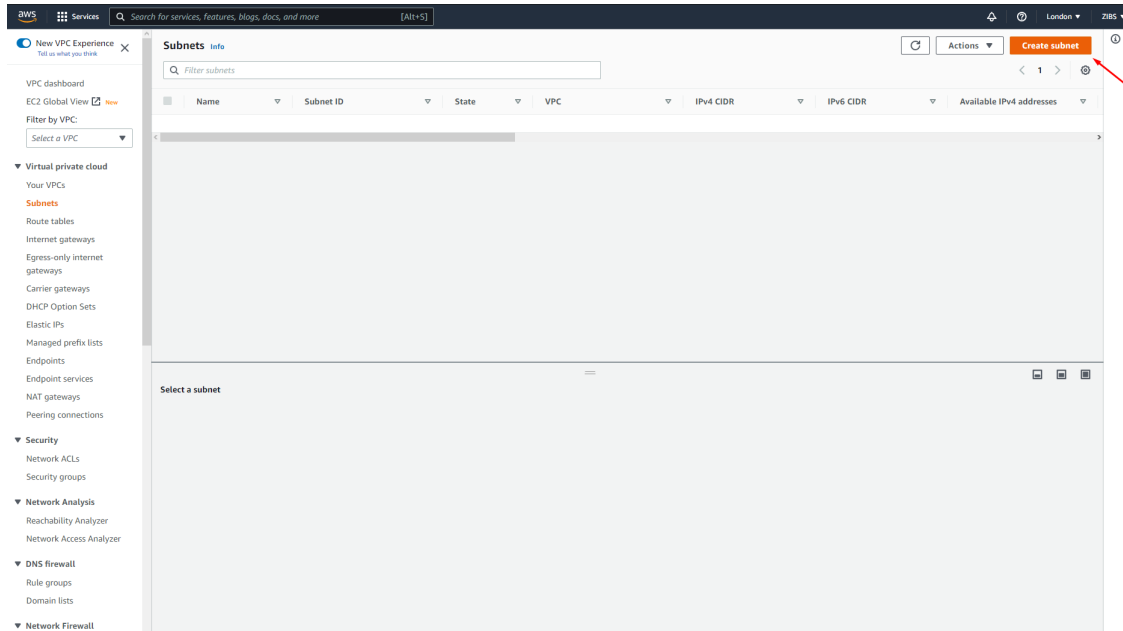 aws Services Search for services, features, blogs, docs, and more [Alt+S] London ZIBS
New VPC Experience
Tell us what you think
VPC dashboard
EC2 Global View New
Filter by VPC:
Select a VPC
Virtual private cloud
Your VPCs
Subnets
Route tables
Internet gateways
Egress-only internet
gateways
Carrier gateways
DHCP Option Sets
Elastic IPs
Managed prefix lists
Endpoints
Endpoint services
NAT gateways
Peering connections
Security
Network ACLs
Security groups
Network Analysis
Reachability Analyzer
Network Access Analyzer
DNS firewall
Rule groups
Domain lists
Network Firewall
Subnets Info Actions Create subnet
Filter subnets 1
Name Subnet ID State VPC IPv4 CIDR IPv6 CIDR Available IPv4 addresses
Select a subnet